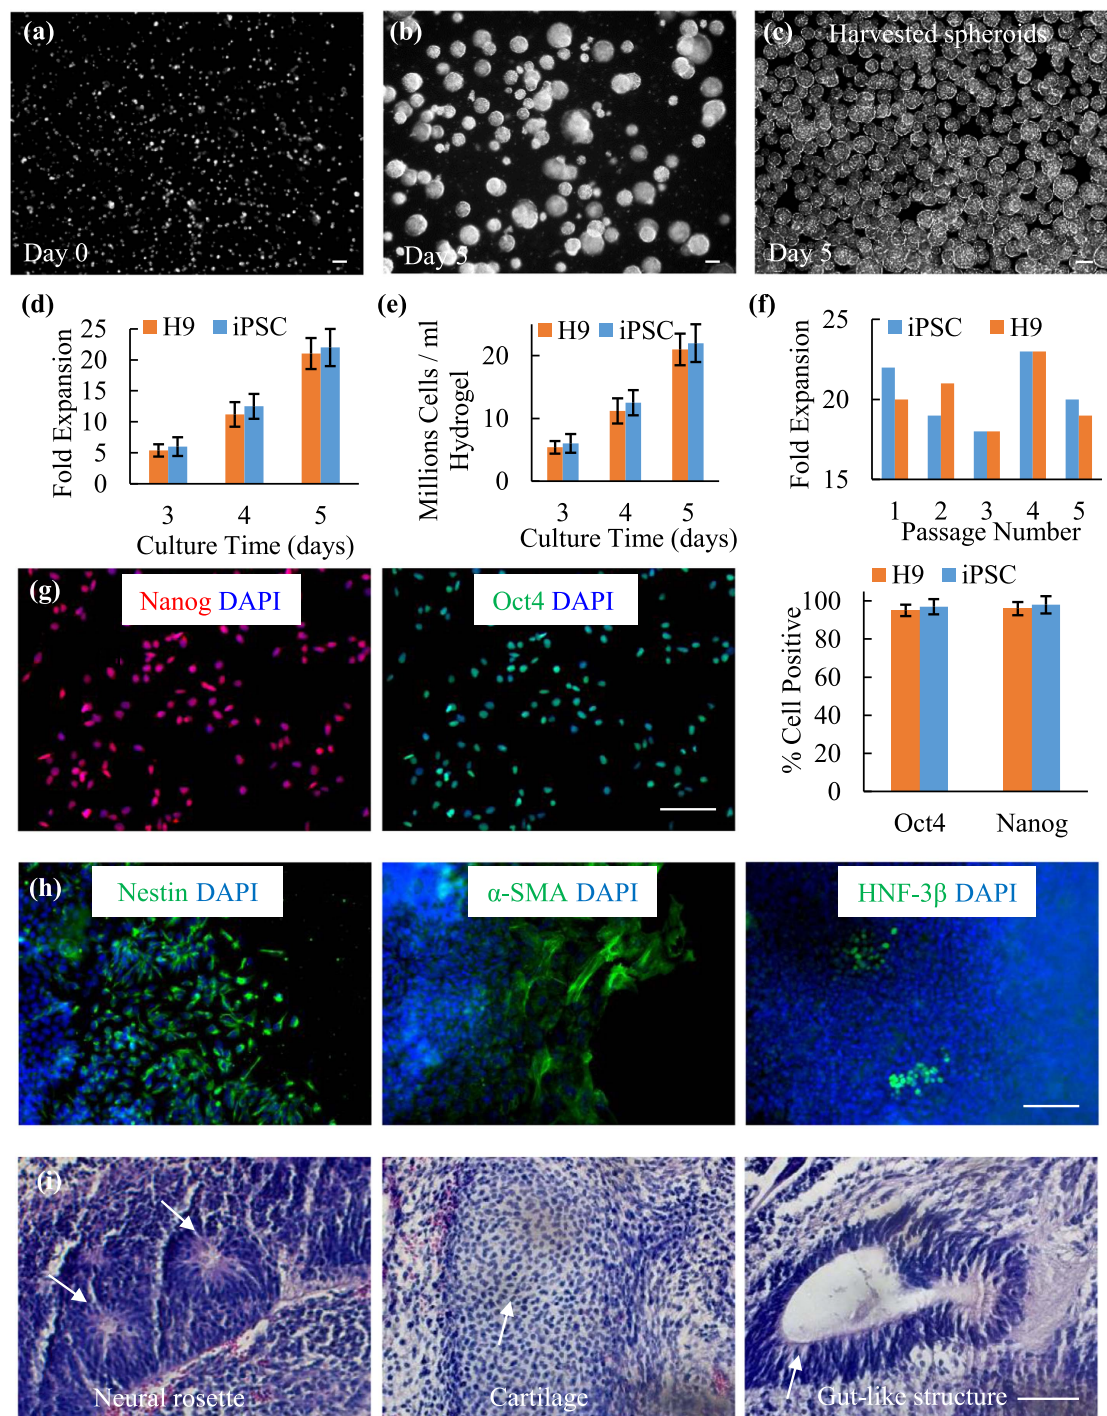 (a)
Day 0
(b)
Day 5
(c)
Harvested spheroids
Day 5
(d)
H9 iPSC
Fold Expansion
25
20
15
10
5
0
3 4 5
Culture Time (days)
(e)
H9 iPSC
Millions Cells / ml
Hydrogel
20
10
0
3 4 5
Culture Time (days)
(f)
iPSC H9
Fold Expansion
25
20
15
1 2 3 4 5
Passage Number
(g)
Nanog DAPI
Oct4 DAPI
H9 iPSC
% Cell Positive
100
80
60
40
20
0
Oct4 Nanog
(h)
Nestin DAPI
α-SMA DAPI
HNF-3β DAPI
(i)
Neural rosette
Cartilage
Gut-like structure